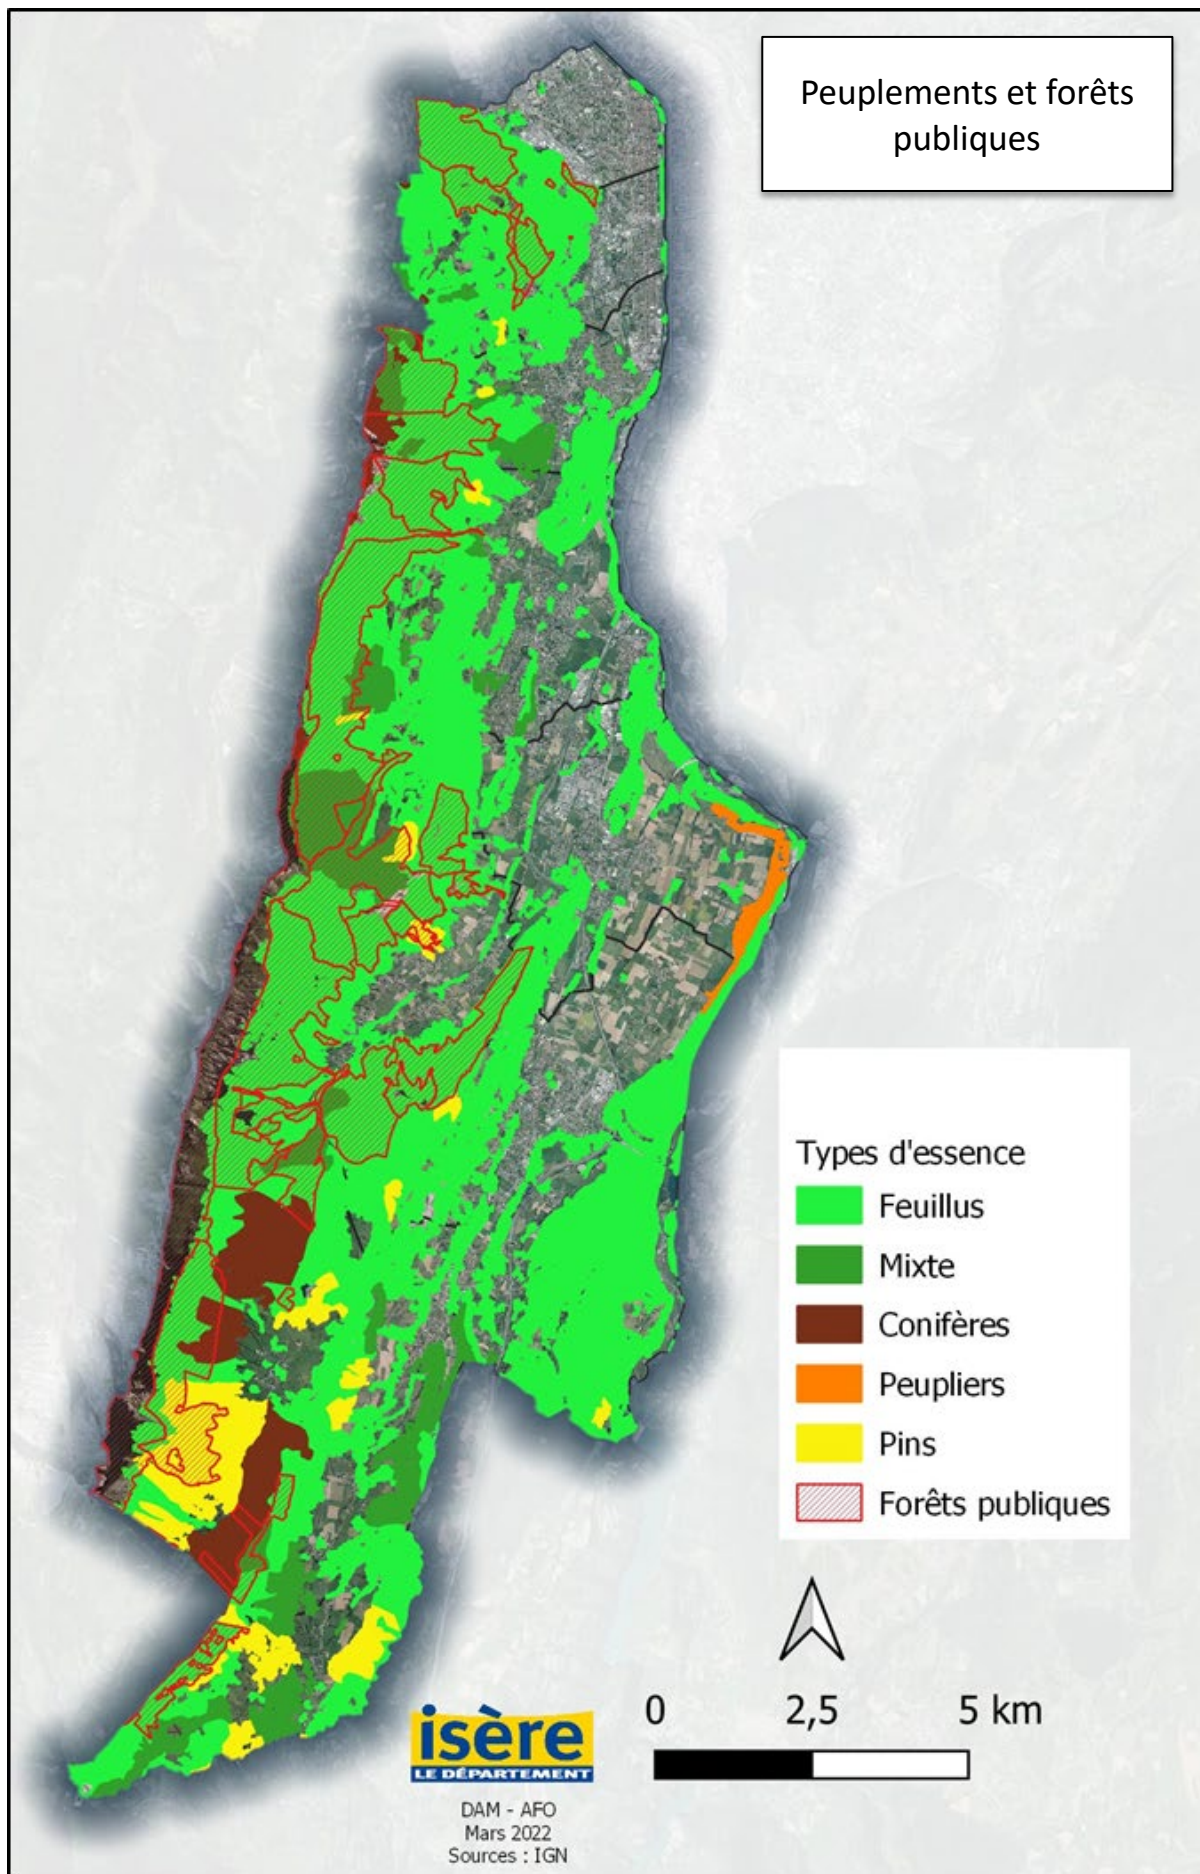 Peuplements et forêts
publiques
Types d'essence
Feuillus
Mixte
Conifères
Peupliers
Pins
Forêts publiques
0 2,5 5 km
isère
LE DÉPARTEMENT
DAM - AFO
Mars 2022
Sources : IGN